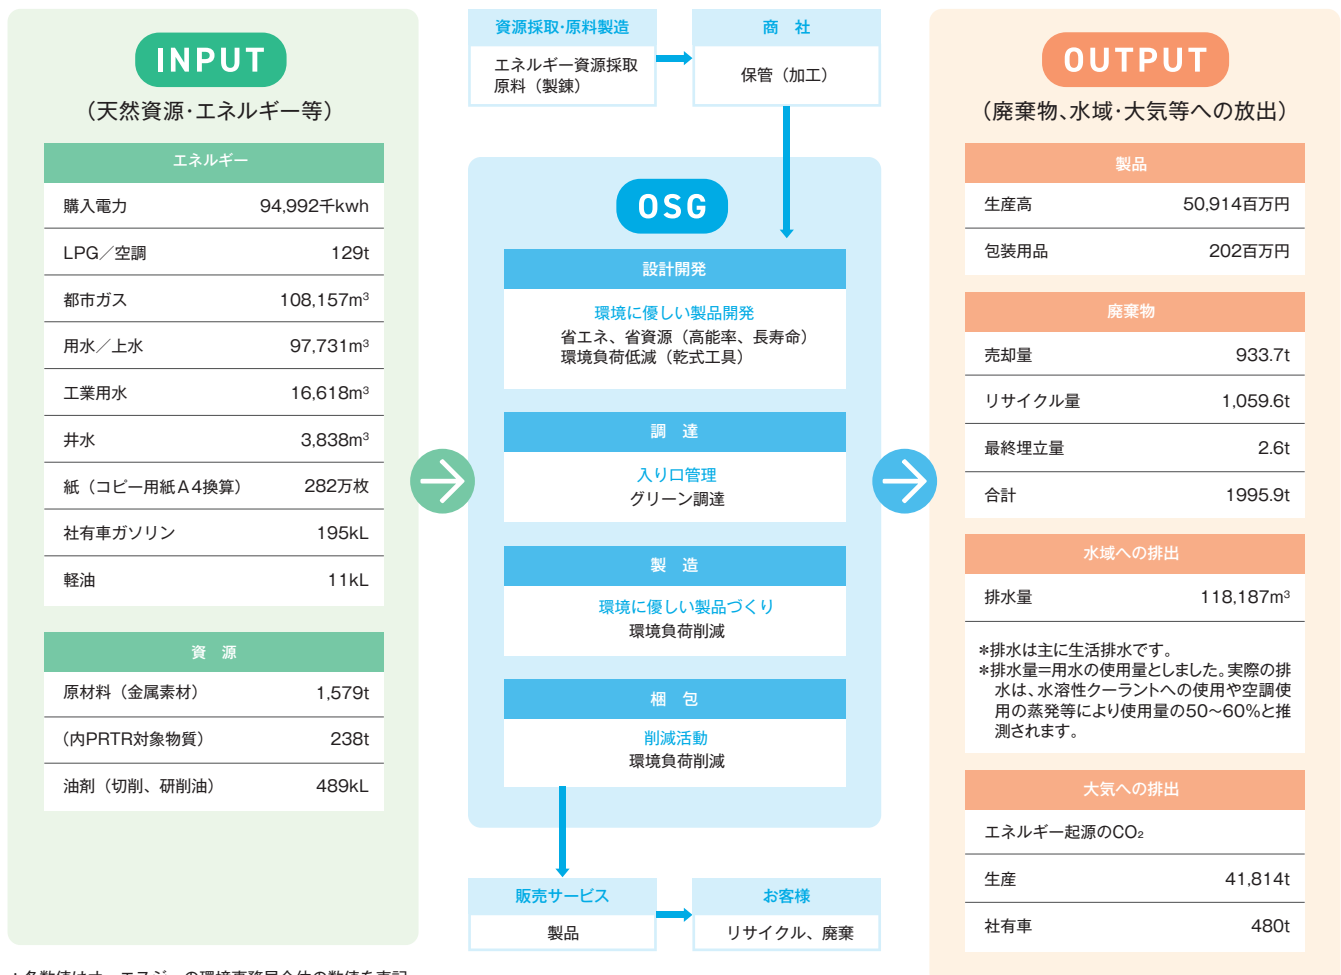 INPUT
（天然資源・エネルギー等）
エネルギー
購入電力 94,992千kwh
LPG／空調 129t
都市ガス 108,157m³
用水／上水 97,731m³
工業用水 16,618m³
井水 3,838m³
紙（コピー用紙A4換算） 282万枚
社有車ガソリン 195kL
軽油 11kL
資 源
原材料（金属素材） 1,579t
（内PRTR対象物質） 238t
油剤（切削、研削油） 489kL
資源採取・原料製造
エネルギー資源採取
原料（製錬）
商 社
保管（加工）
OSG
設計開発
環境に優しい製品開発
省エネ、省資源（高能率、長寿命）
環境負荷低減（乾式工具）
調 達
入り口管理
グリーン調達
製 造
環境に優しい製品づくり
環境負荷削減
梱 包
削減活動
環境負荷削減
販売サービス
製品
お客様
リサイクル、廃棄
OUTPUT
（廃棄物、水域・大気等への放出）
製品
生産高 50,914百万円
包装用品 202百万円
廃棄物
売却量 933.7t
リサイクル量 1,059.6t
最終埋立量 2.6t
合計 1995.9t
水域への排出
排水量 118,187m³
＊排水は主に生活排水です。
＊排水量＝用水の使用量としました。実際の排
水は、水溶性クーラントへの使用や空調使
用の蒸発等により使用量の50〜60％と推
測されます。
大気への排出
エネルギー起源のCO₂
生産 41,814t
社有車 480t